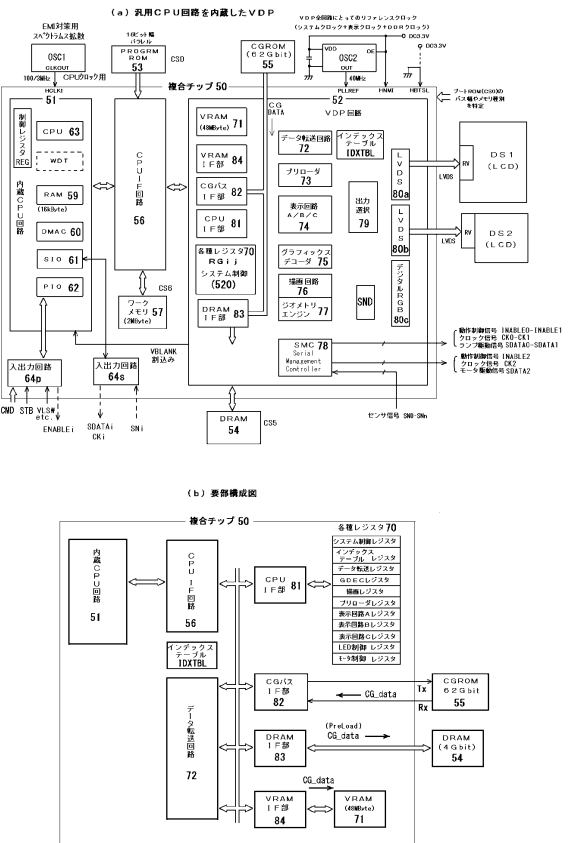 (a) 汎用CPU回路を内蔵したVDP
EMI対策用
スペクトラムス拡散
OSC1
CLKOUT
100/3MHz
CPUクロック用
HCLKI
16ビット幅
パラレル
PROGRM
ROM
53
CS0
CGROM
(62Gbit)
55
VDP全回路にとってのリファレンスクロック
(システムクロック+表示クロック+DDRクロック)
DC3.3V
DC3.3V
VDD
OE
OSC2
OUT
40MHz
PLLREF
HNMI
HBTSL
ブートROM(CS0)の
バス幅やメモリ種別
を特定
複合チップ 50
51
制御レジスタ
REG
CPU 63
WDT
内蔵CPU回路
RAM 59
(16kByte)
DMAC 60
SIO 61
PIO 62
CPUIF回路
56
CS6
ワーク
メモリ 57
(2MByte)
52
VDP回路
CG
DATA
VRAM 71
(48MByte)
VRAM
IF部 84
CGバス
IF部 82
CPU
IF部 81
各種レジスタ 70
RGij
システム制御
(520)
DRAM
IF部 83
データ転送回路
72
インデックス
テーブル
IDXTBL
プリローダ
73
表示回路
A/B/C
74
出力
選択
79
グラフィックス
デコーダ 75
描画回路
76
ジオメトリ
エンジン 77
SND
SMC 78
Serial
Management
Controller
LVDS
80a
LVDS
80b
デジタルRGB
80c
LVDS
RV
DS1
(LCD)
LVDS
RV
DS2
(LCD)
動作制御信号 INABLE0-INABLE1
クロック信号 CK0-CK1
ランプ駆動信号 SDATA0-SDATA1
動作制御信号 INABLE2
クロック信号 CK2
モータ駆動信号 SDATA2
センサ信号 SN0-SNn
VBLANK
割込み
入出力回路
64p
入出力回路
64s
CMD STB VLSW
etc.
ENABLEi
SDATAi
CKi
SNi
DRAM
54
CS5
(b) 要部構成図
複合チップ 50
内蔵CPU回路
51
CPUIF回路
56
インデックス
テーブル
IDXTBL
データ転送回路
72
CPU
IF部 81
各種レジスタ 70
システム制御レジスタ
インデックス
テーブル レジスタ
データ転送レジスタ
GDECレジスタ
描画レジスタ
プリローダレジスタ
表示回路Aレジスタ
表示回路Bレジスタ
表示回路Cレジスタ
LED制御 レジスタ
モータ制御 レジスタ
CGバス
IF部
82
CG_data
Tx
Rx
CGROM
62Gbit
55
DRAM
IF部
83
(PreLoad)
CG_data
DRAM
(4Gbit)
54
CG_data
VRAM
IF部
84
VRAM
(48MByte)
71